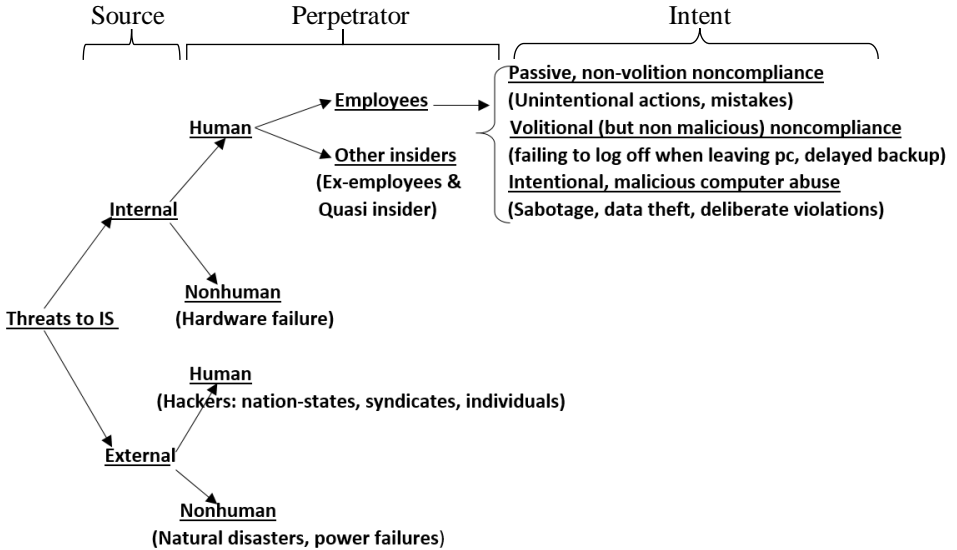 Source
Perpetrator
Intent
Passive, non-volition noncompliance
(Unintentional actions, mistakes)
Volitional (but non malicious) noncompliance
(failing to log off when leaving pc, delayed backup)
Intentional, malicious computer abuse
(Sabotage, data theft, deliberate violations)
Employees
Human
Other insiders
(Ex-employees &
Quasi insider)
Internal
Nonhuman
(Hardware failure)
Threats to IS
Human
(Hackers: nation-states, syndicates, individuals)
External
Nonhuman
(Natural disasters, power failures)